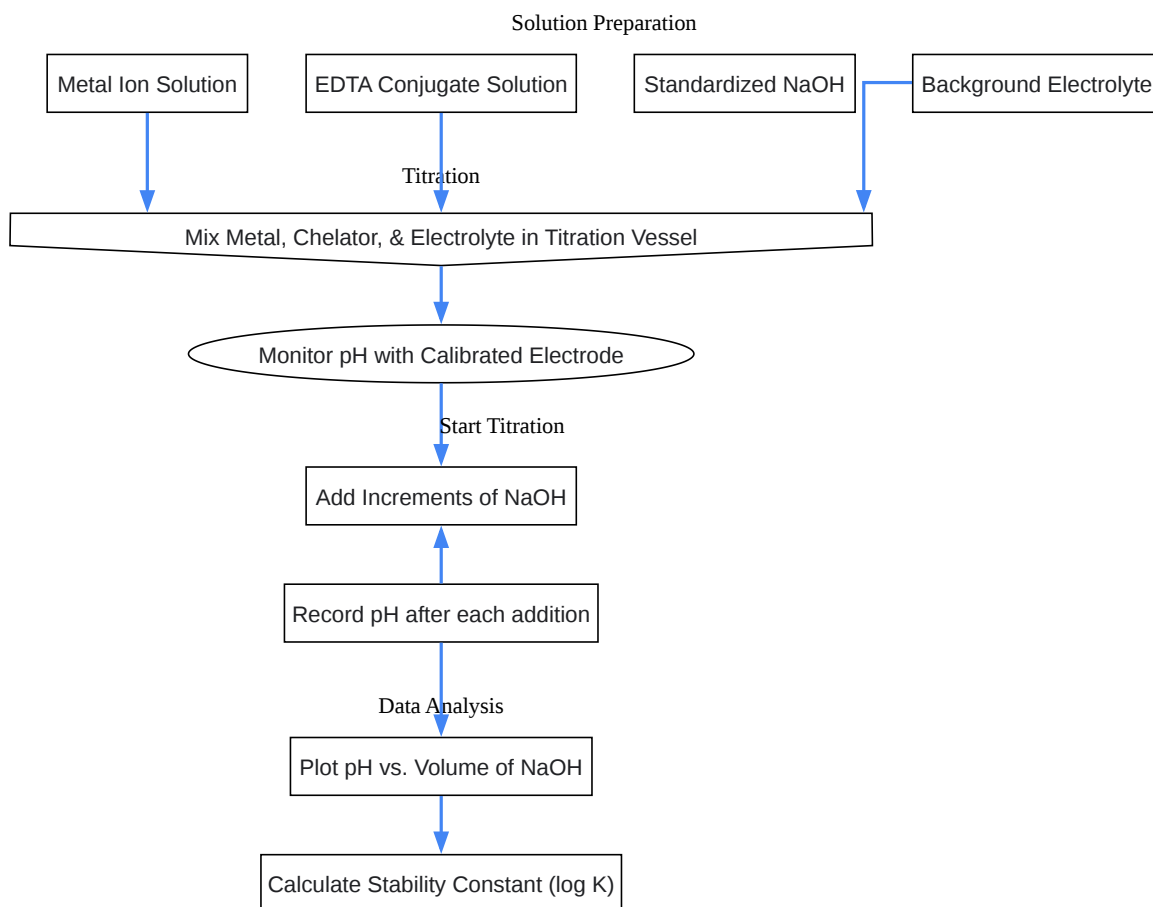 Solution Preparation
Metal Ion Solution
EDTA Conjugate Solution
Standardized NaOH
Background Electrolyte
Titration
Mix Metal, Chelator, & Electrolyte in Titration Vessel
Monitor pH with Calibrated Electrode
Start Titration
Add Increments of NaOH
Record pH after each addition
Data Analysis
Plot pH vs. Volume of NaOH
Calculate Stability Constant (log K)